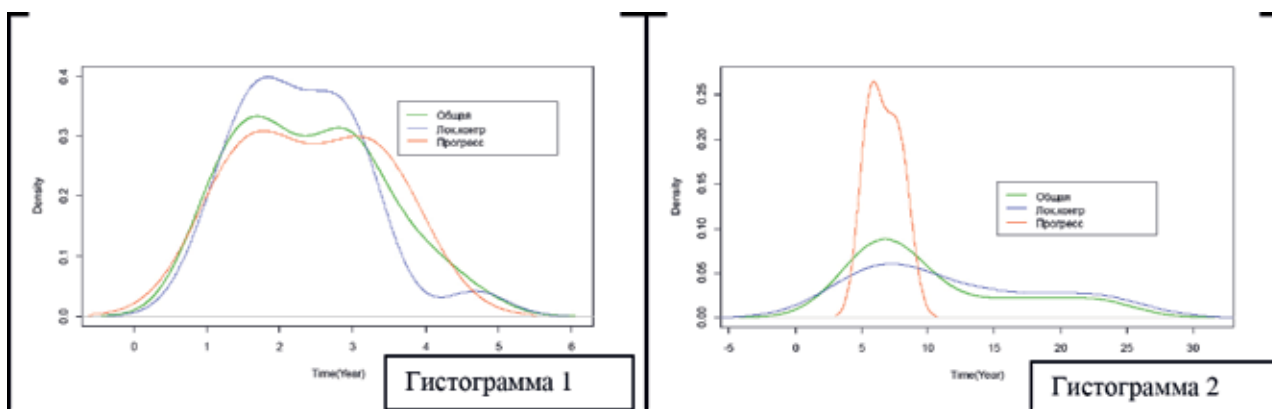 0.4
0.3
0.2
0.1
0.0
Density
Общая
Лок.контр
Прогресс
0 1 2 3 4 5 6
Time(Year)
Гистограмма 1
0.25
0.20
0.15
0.10
0.05
0.00
Density
Общая
Лок.контр
Прогресс
-5 0 5 10 15 20 25 30
Time(Year)
Гистограмма 2